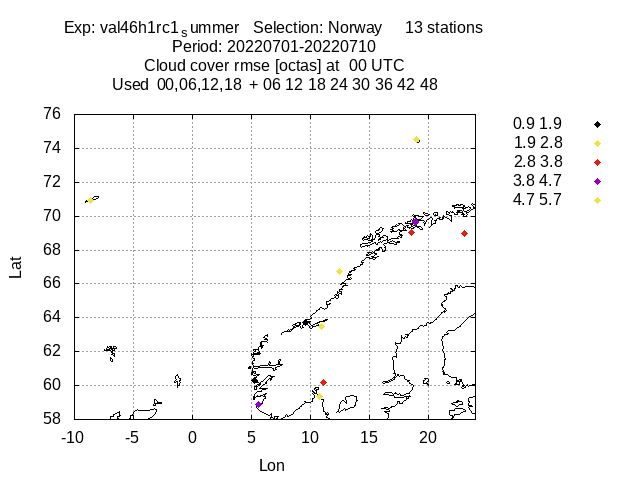 Exp: val46h1rc1summer   Selection: Norway     13 stations
Period: 20220701-20220710
Cloud cover rmse [octas] at  00 UTC
Used  00,06,12,18  + 06 12 18 24 30 36 42 48
0.9 1.9
1.9 2.8
2.8 3.8
3.8 4.7
4.7 5.7
76
74
72
70
68
66
64
62
60
58
Lat
-10 -5 0 5 10 15 20
Lon